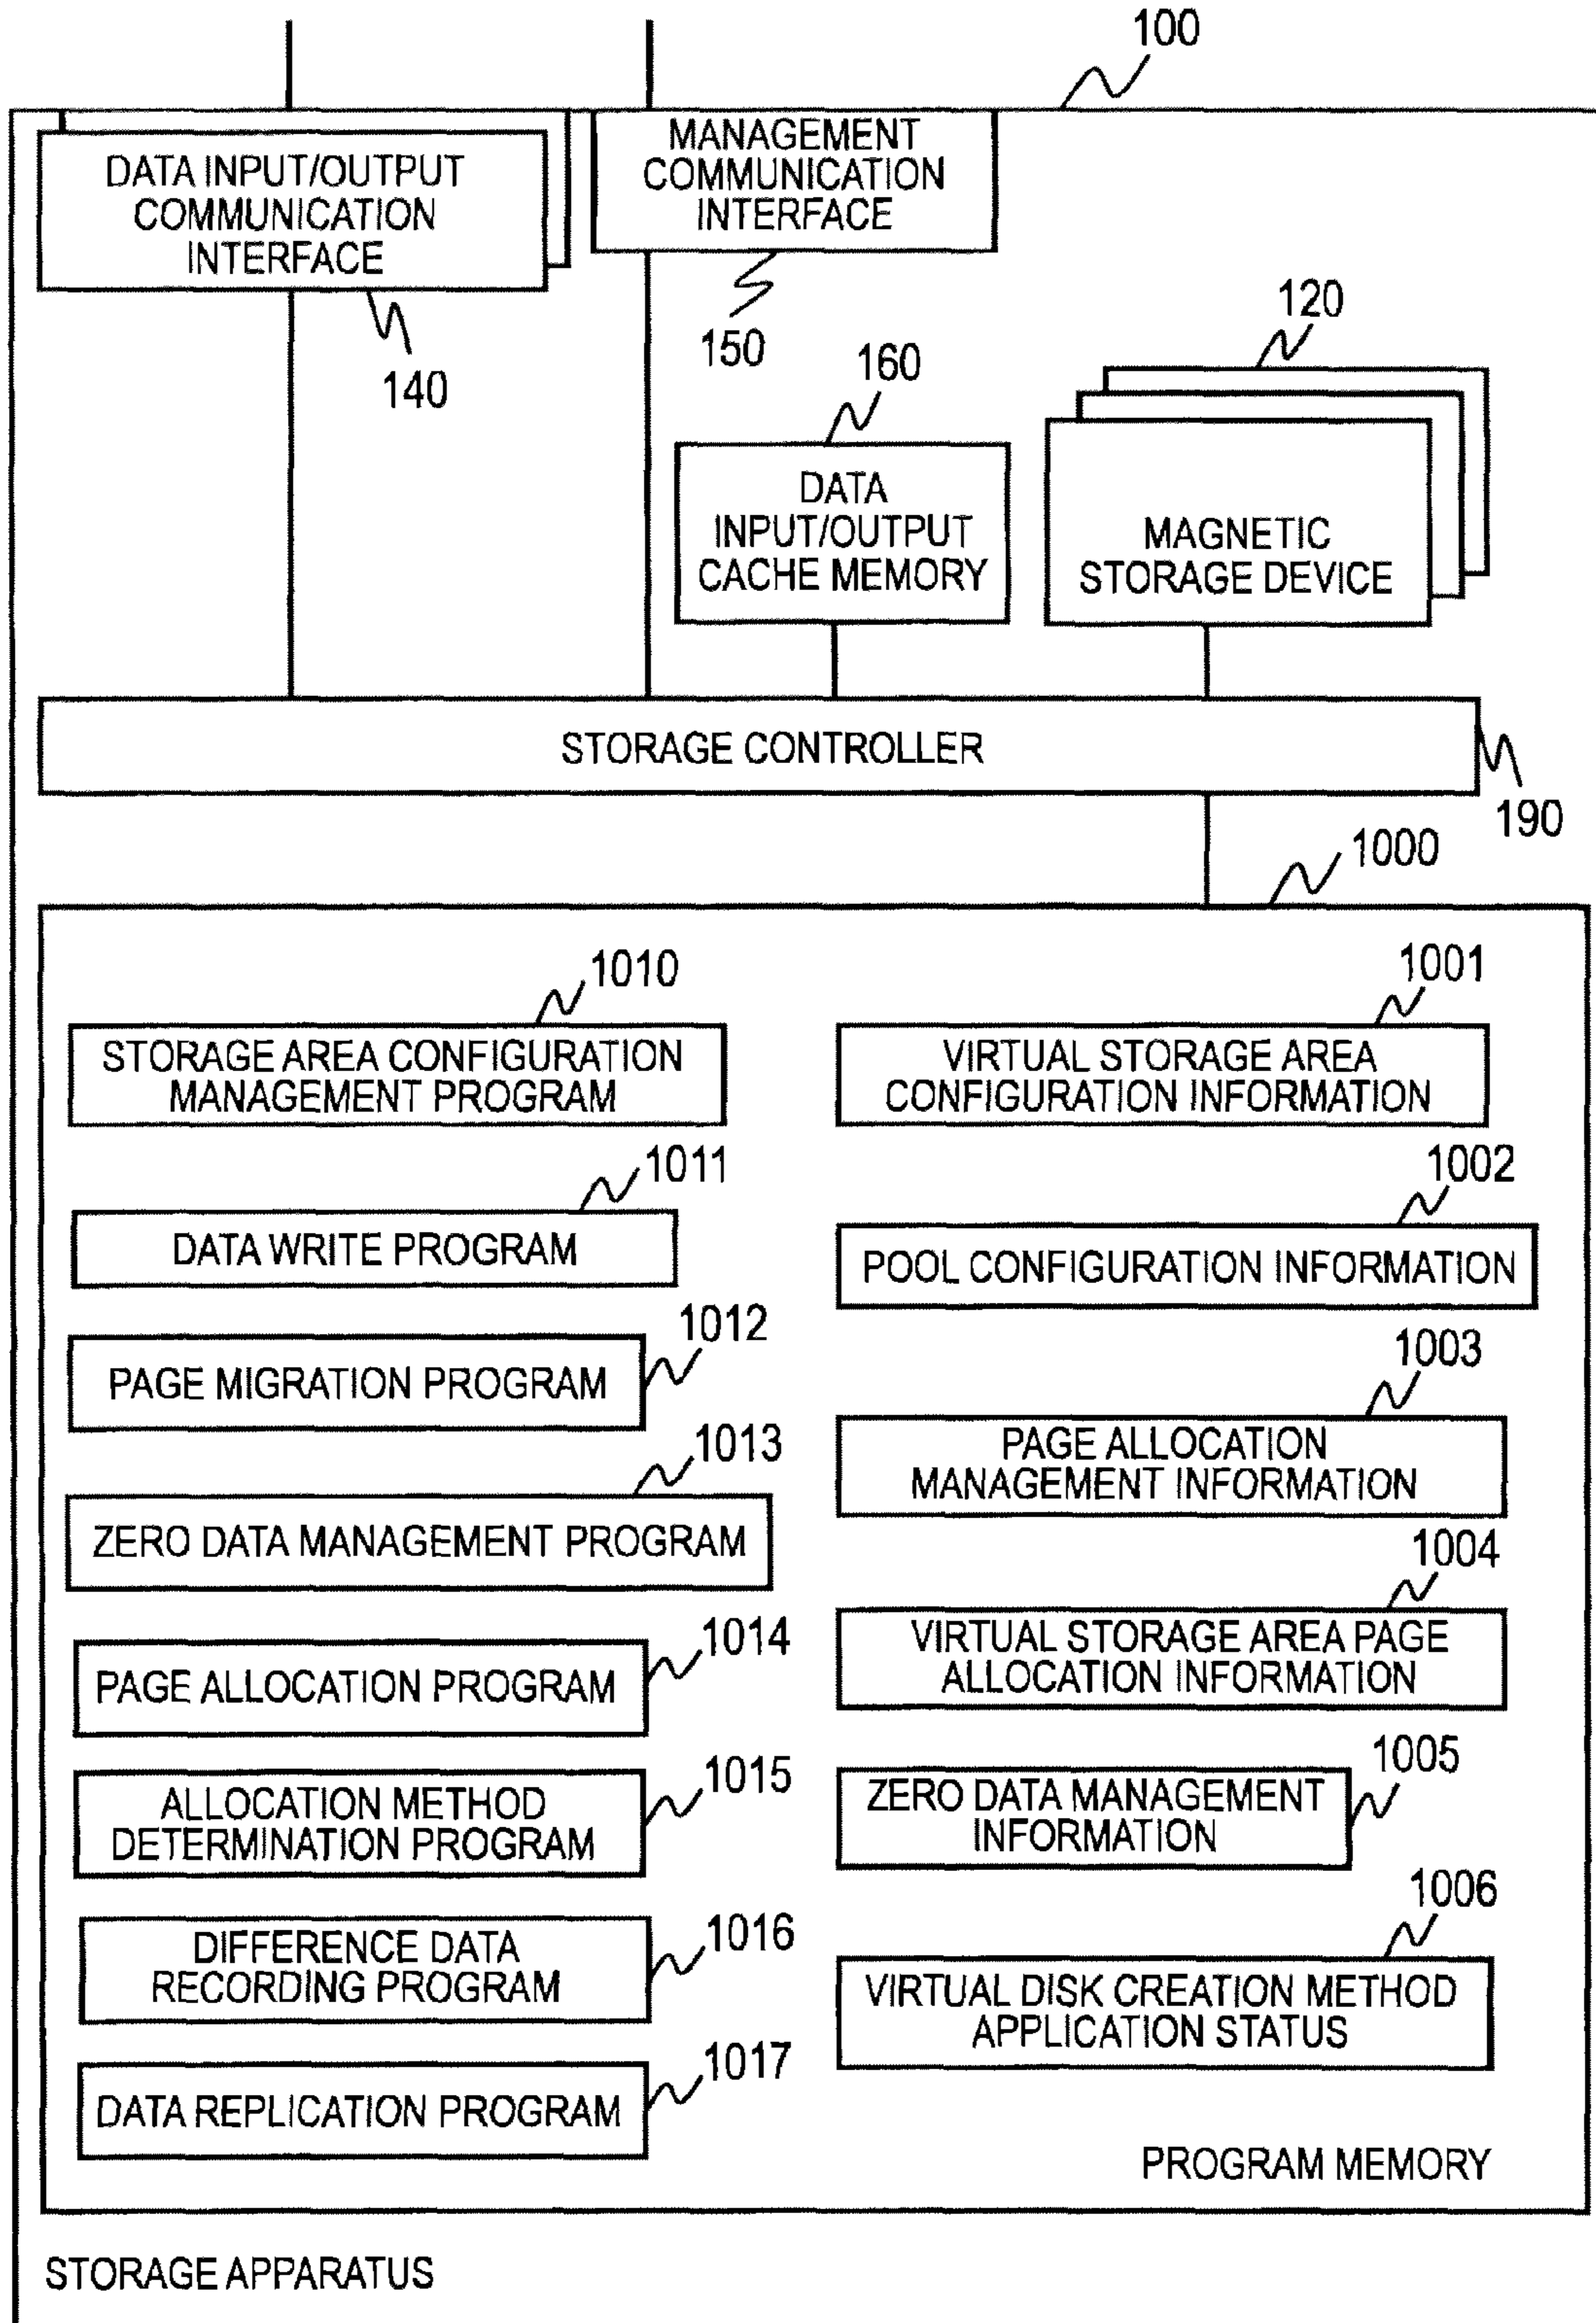 100
DATA INPUT/OUTPUT
COMMUNICATION
INTERFACE
MANAGEMENT
COMMUNICATION
INTERFACE
140
150
160
120
DATA
INPUT/OUTPUT
CACHE MEMORY
MAGNETIC
STORAGE DEVICE
STORAGE CONTROLLER
190
1000
1010
STORAGE AREA CONFIGURATION
MANAGEMENT PROGRAM
1011
DATA WRITE PROGRAM
1012
PAGE MIGRATION PROGRAM
1013
ZERO DATA MANAGEMENT PROGRAM
1014
PAGE ALLOCATION PROGRAM
1015
ALLOCATION METHOD
DETERMINATION PROGRAM
1016
DIFFERENCE DATA
RECORDING PROGRAM
1017
DATA REPLICATION PROGRAM
1001
VIRTUAL STORAGE AREA
CONFIGURATION INFORMATION
1002
POOL CONFIGURATION INFORMATION
1003
PAGE ALLOCATION
MANAGEMENT INFORMATION
1004
VIRTUAL STORAGE AREA PAGE
ALLOCATION INFORMATION
1005
ZERO DATA MANAGEMENT
INFORMATION
1006
VIRTUAL DISK CREATION METHOD
APPLICATION STATUS
PROGRAM MEMORY
STORAGE APPARATUS